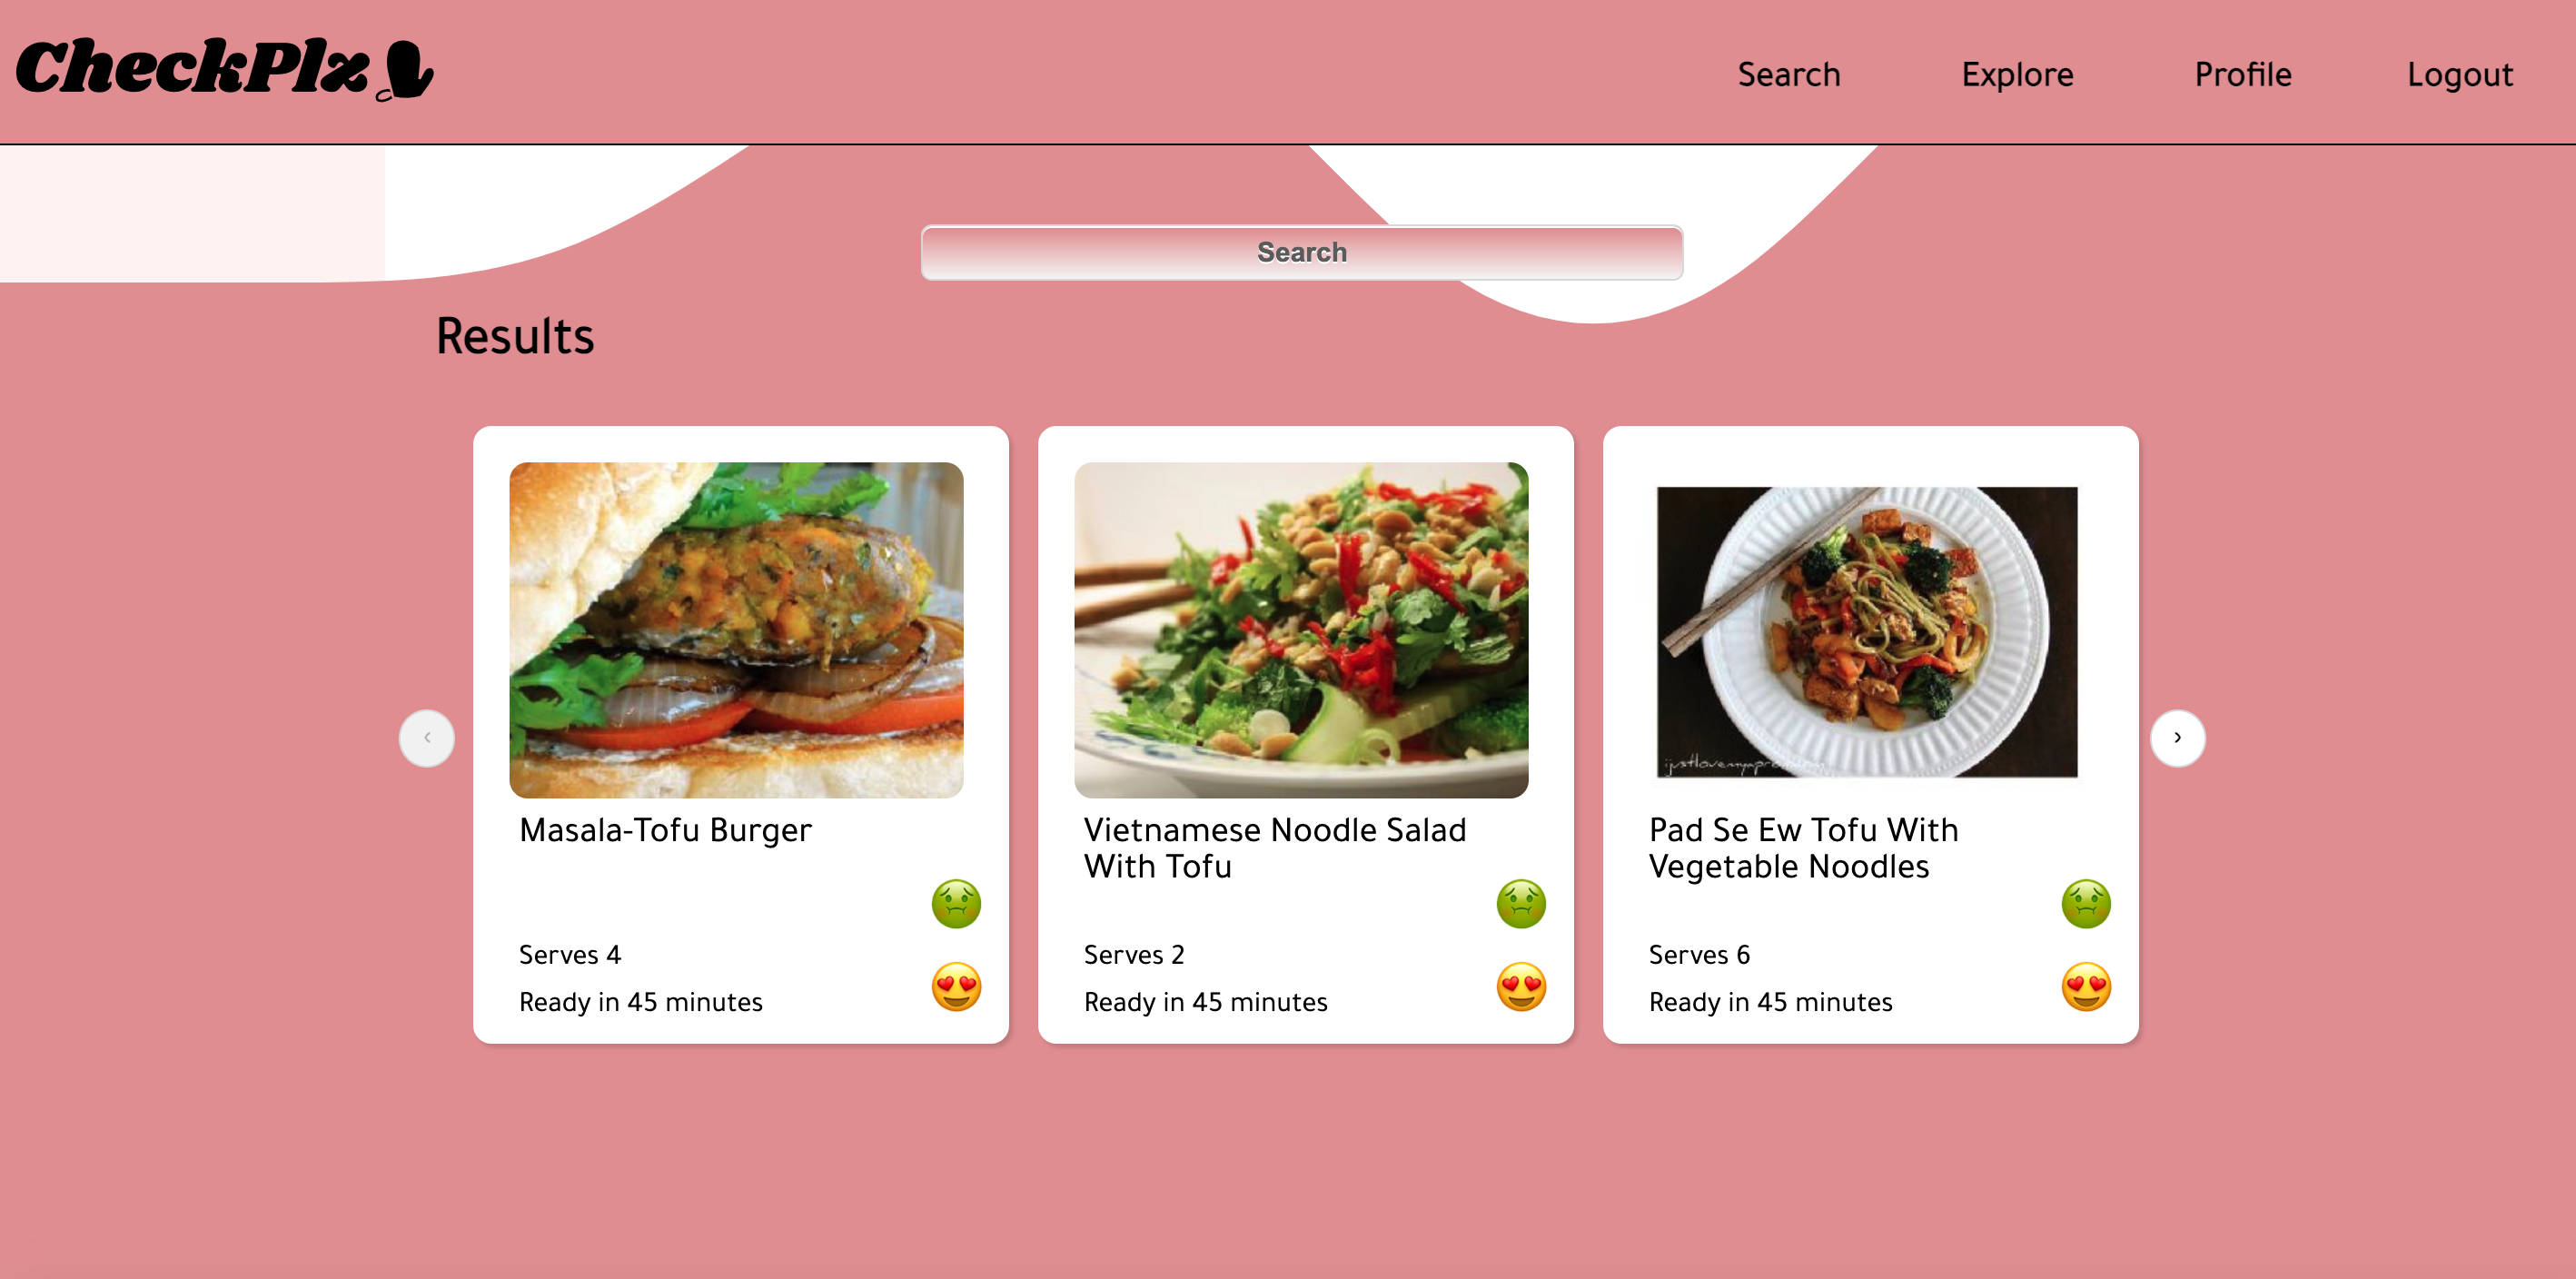 CheckPlz
Search
Explore
Profile
Logout
Search
Results
‹
›
Masala-Tofu Burger
Serves 4
Ready in 45 minutes
Vietnamese Noodle Salad
With Tofu
Serves 2
Ready in 45 minutes
Pad Se Ew Tofu With
Vegetable Noodles
Serves 6
Ready in 45 minutes